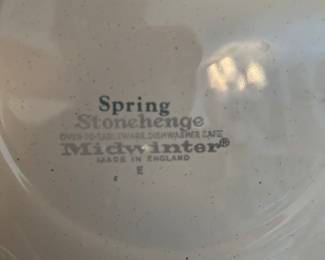 Spring
Stonehenge
OVEN-TO-TABLEWARE. DISHWASHER SAFE
Midwinter®
MADE IN ENGLAND
E